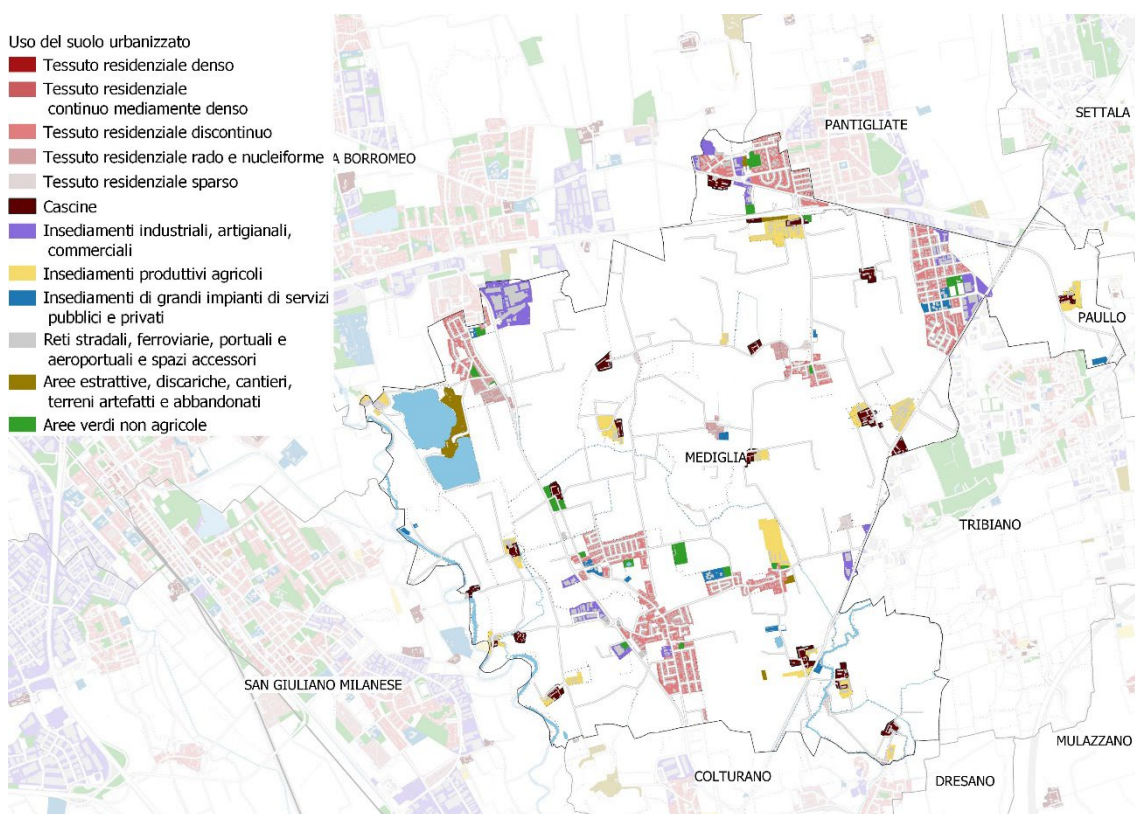 Uso del suolo urbanizzato
Tessuto residenziale denso
Tessuto residenziale
continuo mediamente denso
Tessuto residenziale discontinuo
Tessuto residenziale rado e nucleiforme
Tessuto residenziale sparso
Cascine
Insediamenti industriali, artigianali,
commerciali
Insediamenti produttivi agricoli
Insediamenti di grandi impianti di servizi
pubblici e privati
Reti stradali, ferroviarie, portuali e
aeroportuali e spazi accessori
Aree estrattive, discariche, cantieri,
terreni artefatti e abbandonati
Aree verdi non agricole
A BORROMEO
PANTIGLIATE
SETTALA
PAULLO
MEDIGLIA
TRIBIANO
SAN GIULIANO MILANESE
COLTURANO
DRESANO
MULAZZANO